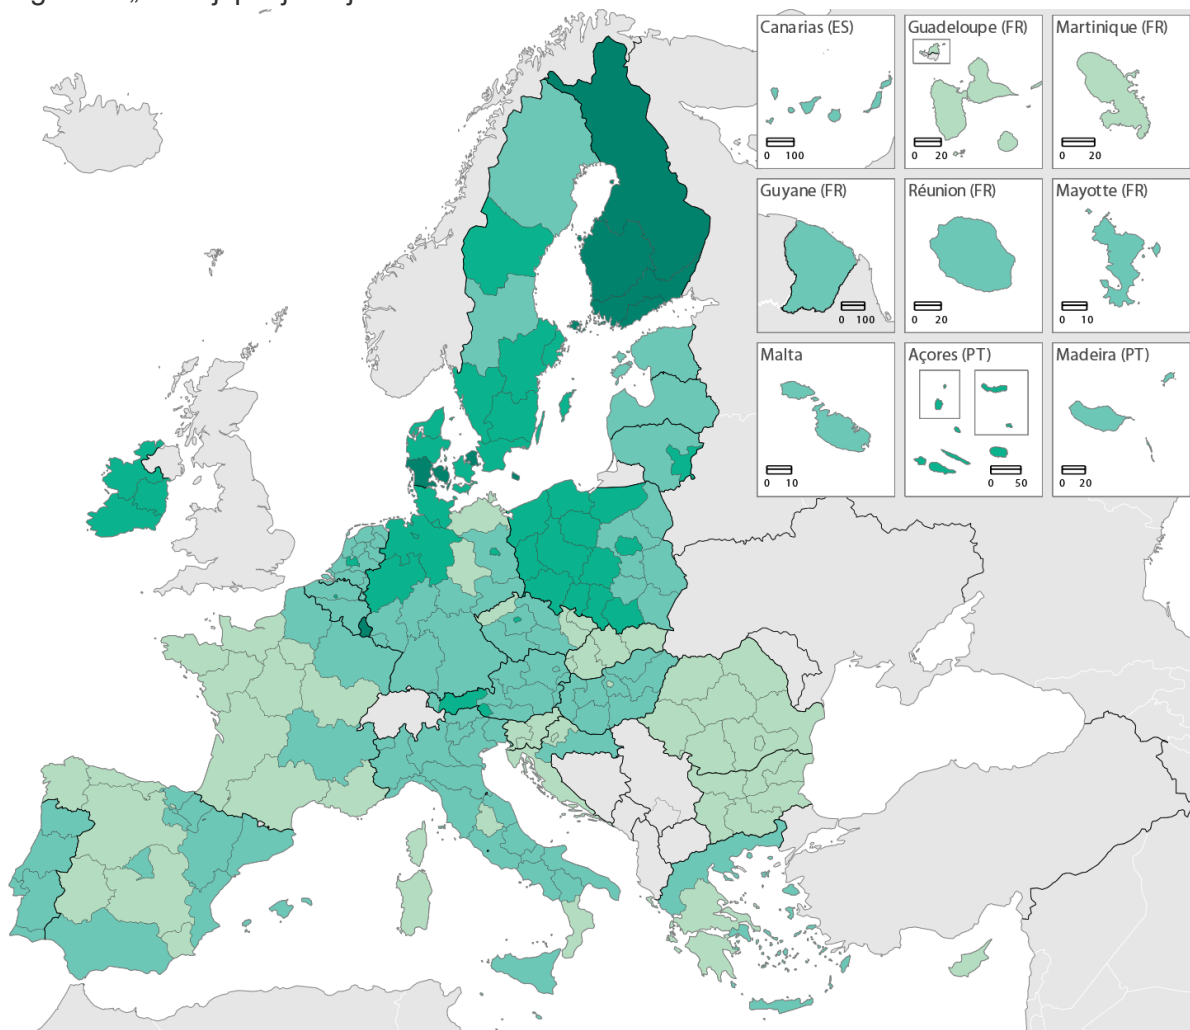 Canarias (ES)
0 100
Guadeloupe (FR)
0 20
Martinique (FR)
0 20
Guyane (FR)
0 100
Réunion (FR)
0 20
Mayotte (FR)
0 10
Malta
0 10
Açores (PT)
0 50
Madeira (PT)
0 20